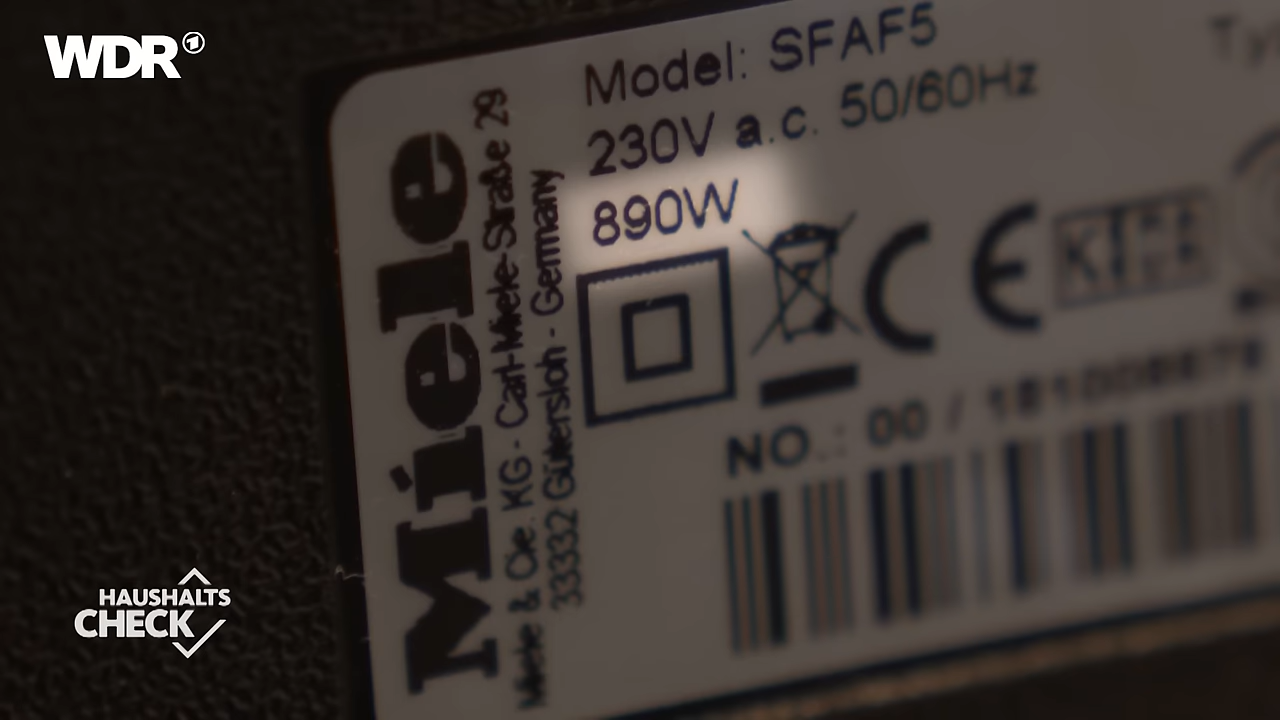 WDR
Model: SFAF5
230V a.c. 50/60Hz
890W
Miele
Miele & Cie. KG - Carl-Miele-Straße 29
33332 Gütersloh - Germany
CE
NO.: 00 /
HAUSHALTS
CHECK